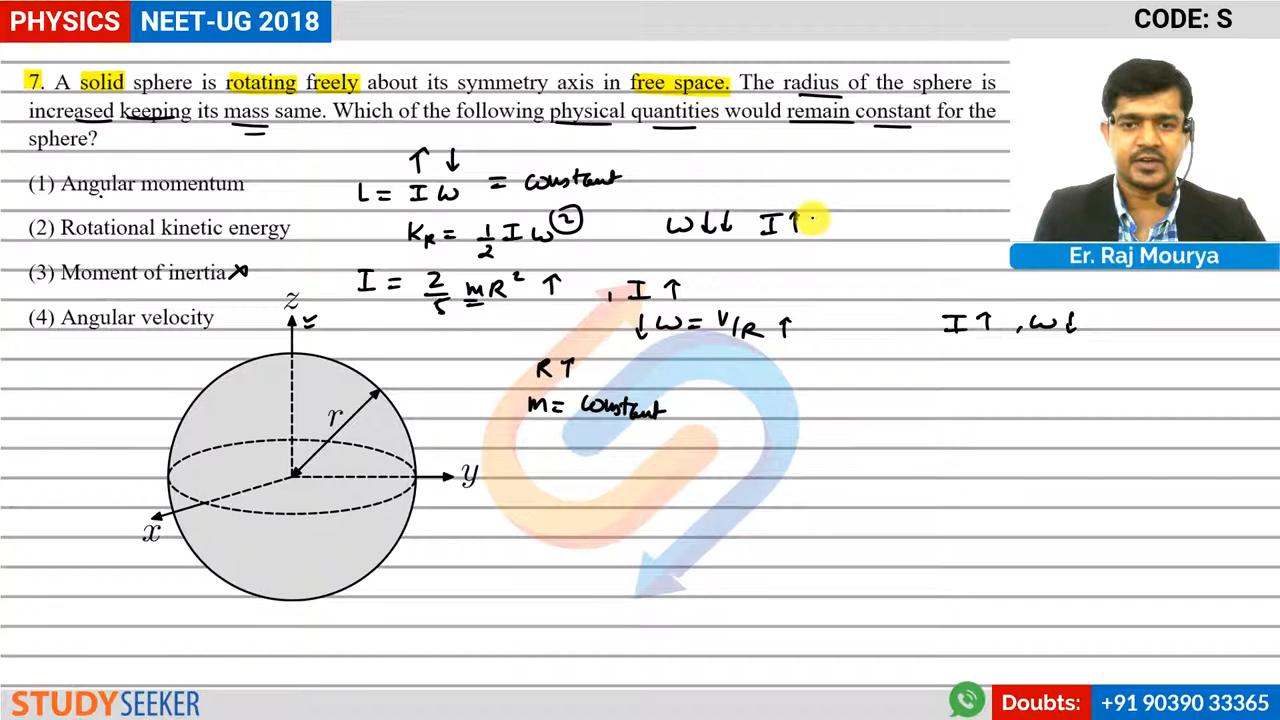 PHYSICS NEET-UG 2018
CODE: S
7. A solid sphere is rotating freely about its symmetry axis in free space. The radius of the sphere is
increased keeping its mass same. Which of the following physical quantities would remain constant for the
sphere?
(1) Angular momentum
L = I ω = constant
↑ ↓
(2) Rotational kinetic energy
K_R = 1/2 I ω²
ω↓↓ I↑
(3) Moment of inertia
I = 2/5 mR² ↑
, I ↑
(4) Angular velocity
↓ ω = V/R ↑
I↑ , ω↓
R↑
m = constant
z
r
y
x
Er. Raj Mourya
STUDYSEEKER
Doubts: +91 90390 33365